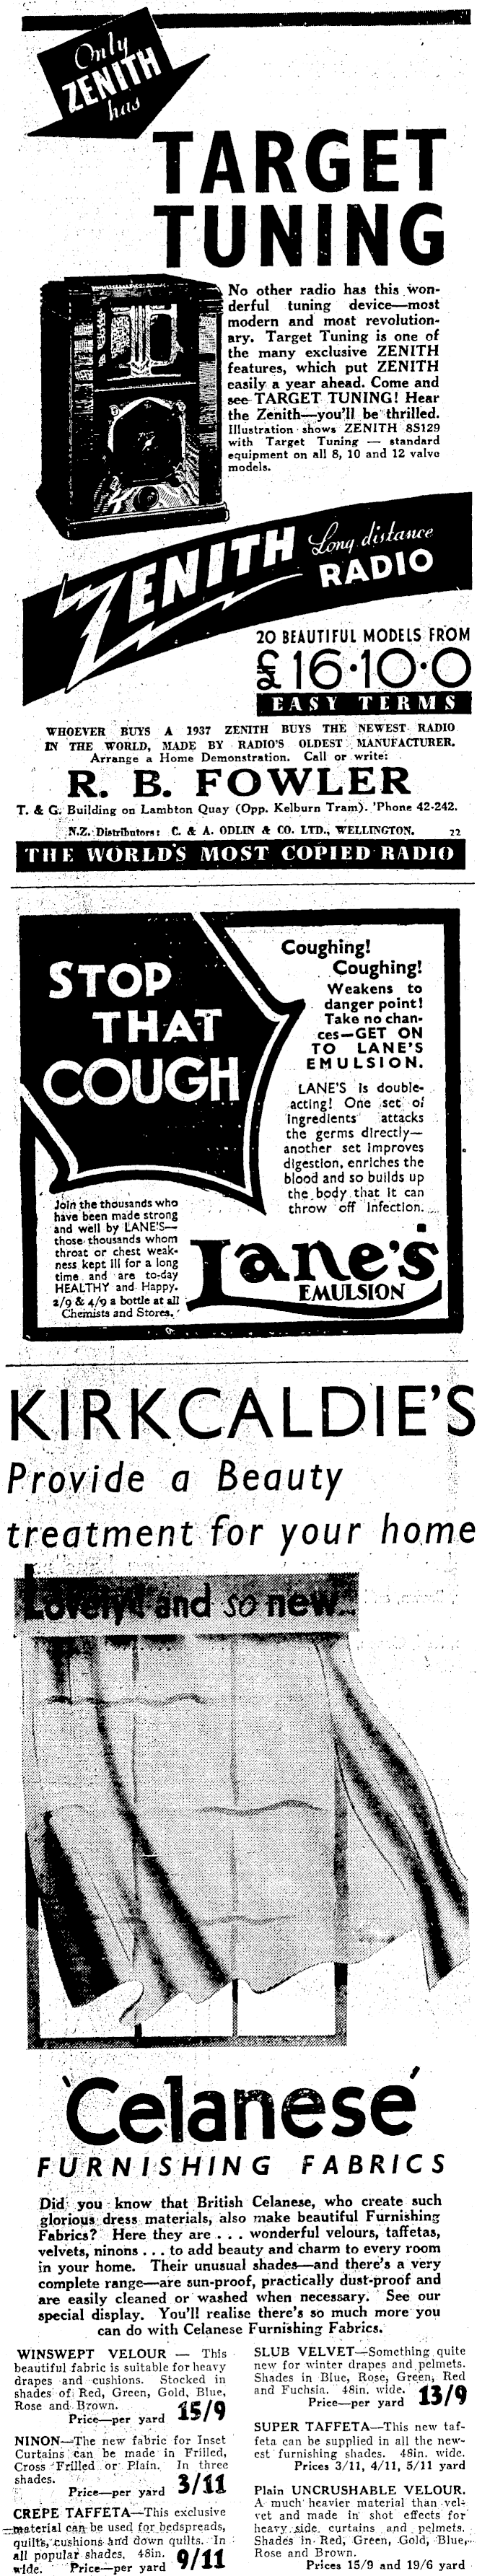 Only
ZENITH
has
TARGET
TUNING
No other radio has this won-
derful tuning device—most
modern and most revolution-
ary. Target Tuning is one of
the many exclusive ZENITH
features, which put ZENITH
easily a year ahead. Come and
see TARGET TUNING! Hear
the Zenith—you'll be thrilled.
Illustration shows ZENITH 8S129
with Target Tuning — standard
equipment on all 8, 10 and 12 valve
models.
ZENITH Long distance
RADIO
20 BEAUTIFUL MODELS FROM
£16·10·0
EASY TERMS
WHOEVER BUYS A 1937 ZENITH BUYS THE NEWEST RADIO
IN THE WORLD, MADE BY RADIO'S OLDEST MANUFACTURER.
Arrange a Home Demonstration. Call or write:
R. B. FOWLER
T. & G. Building on Lambton Quay (Opp. Kelburn Tram). 'Phone 42-242.
N.Z. Distributors: C. & A. ODLIN & CO. LTD., WELLINGTON. 22
THE WORLD'S MOST COPIED RADIO
STOP
THAT
COUGH
Coughing!
Coughing!
Weakens to
danger point!
Take no chan-
ces—GET ON
TO LANE'S
EMULSION.
LANE'S is double-
acting! One set of
ingredients attacks
the germs directly—
another set improves
digestion, enriches the
blood and so builds up
the body that it can
throw off infection.
Join the thousands who
have been made strong
and well by LANE'S—
those thousands whom
throat or chest weak-
ness kept ill for a long
time and are to-day
HEALTHY and Happy.
2/9 & 4/9 a bottle at all
Chemists and Stores.
Lane's
EMULSION
KIRKCALDIE'S
Provide a Beauty
treatment for your home
Lovely! and so new...
'Celanese'
FURNISHING FABRICS
Did you know that British Celanese, who create such
glorious dress materials, also make beautiful Furnishing
Fabrics? Here they are . . . wonderful velours, taffetas,
velvets, ninons . . . to add beauty and charm to every room
in your home. Their unusual shades—and there's a very
complete range—are sun-proof, practically dust-proof and
are easily cleaned or washed when necessary. See our
special display. You'll realise there's so much more you
can do with Celanese Furnishing Fabrics.
WINSWEPT VELOUR — This
beautiful fabric is suitable for heavy
drapes and cushions. Stocked in
shades of Red, Green, Gold, Blue,
Rose and Brown.
Price—per yard 15/9
NINON—The new fabric for Inset
Curtains can be made in Frilled,
Cross Frilled or Plain. In three
shades.
Price—per yard 3/11
CREPE TAFFETA—This exclusive
material can be used for bedspreads,
quilts, cushions and down quilts. In
all popular shades. 48in.
wide. Price—per yard 9/11
SLUB VELVET—Something quite
new for winter drapes and pelmets.
Shades in Blue, Rose, Green, Red
and Fuchsia. 48in. wide.
Price—per yard 13/9
SUPER TAFFETA—This new taf-
feta can be supplied in all the new-
est furnishing shades. 48in. wide.
Prices 3/11, 4/11, 5/11 yard
Plain UNCRUSHABLE VELOUR.
A much heavier material than vel-
vet and made in shot effects for
heavy side curtains and pelmets.
Shades in Red, Green, Gold, Blue,
Rose and Brown.
Prices 15/9 and 19/6 yard